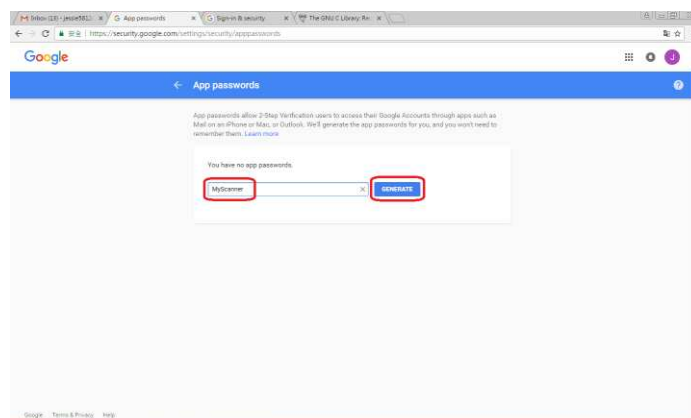 Inbox (13) - jessie5612
App passwords
Sign-in & security
The GNU C Library: Re
安全 | https://security.google.com/settings/security/apppasswords
Google
J
← App passwords
?
App passwords allow 2-Step Verification users to access their Google Accounts through apps such as
Mail on an iPhone or Mac, or Outlook. We'll generate the app passwords for you, and you won't need to
remember them. Learn more
You have no app passwords.
MyScanner
GENERATE
Google Terms & Privacy Help